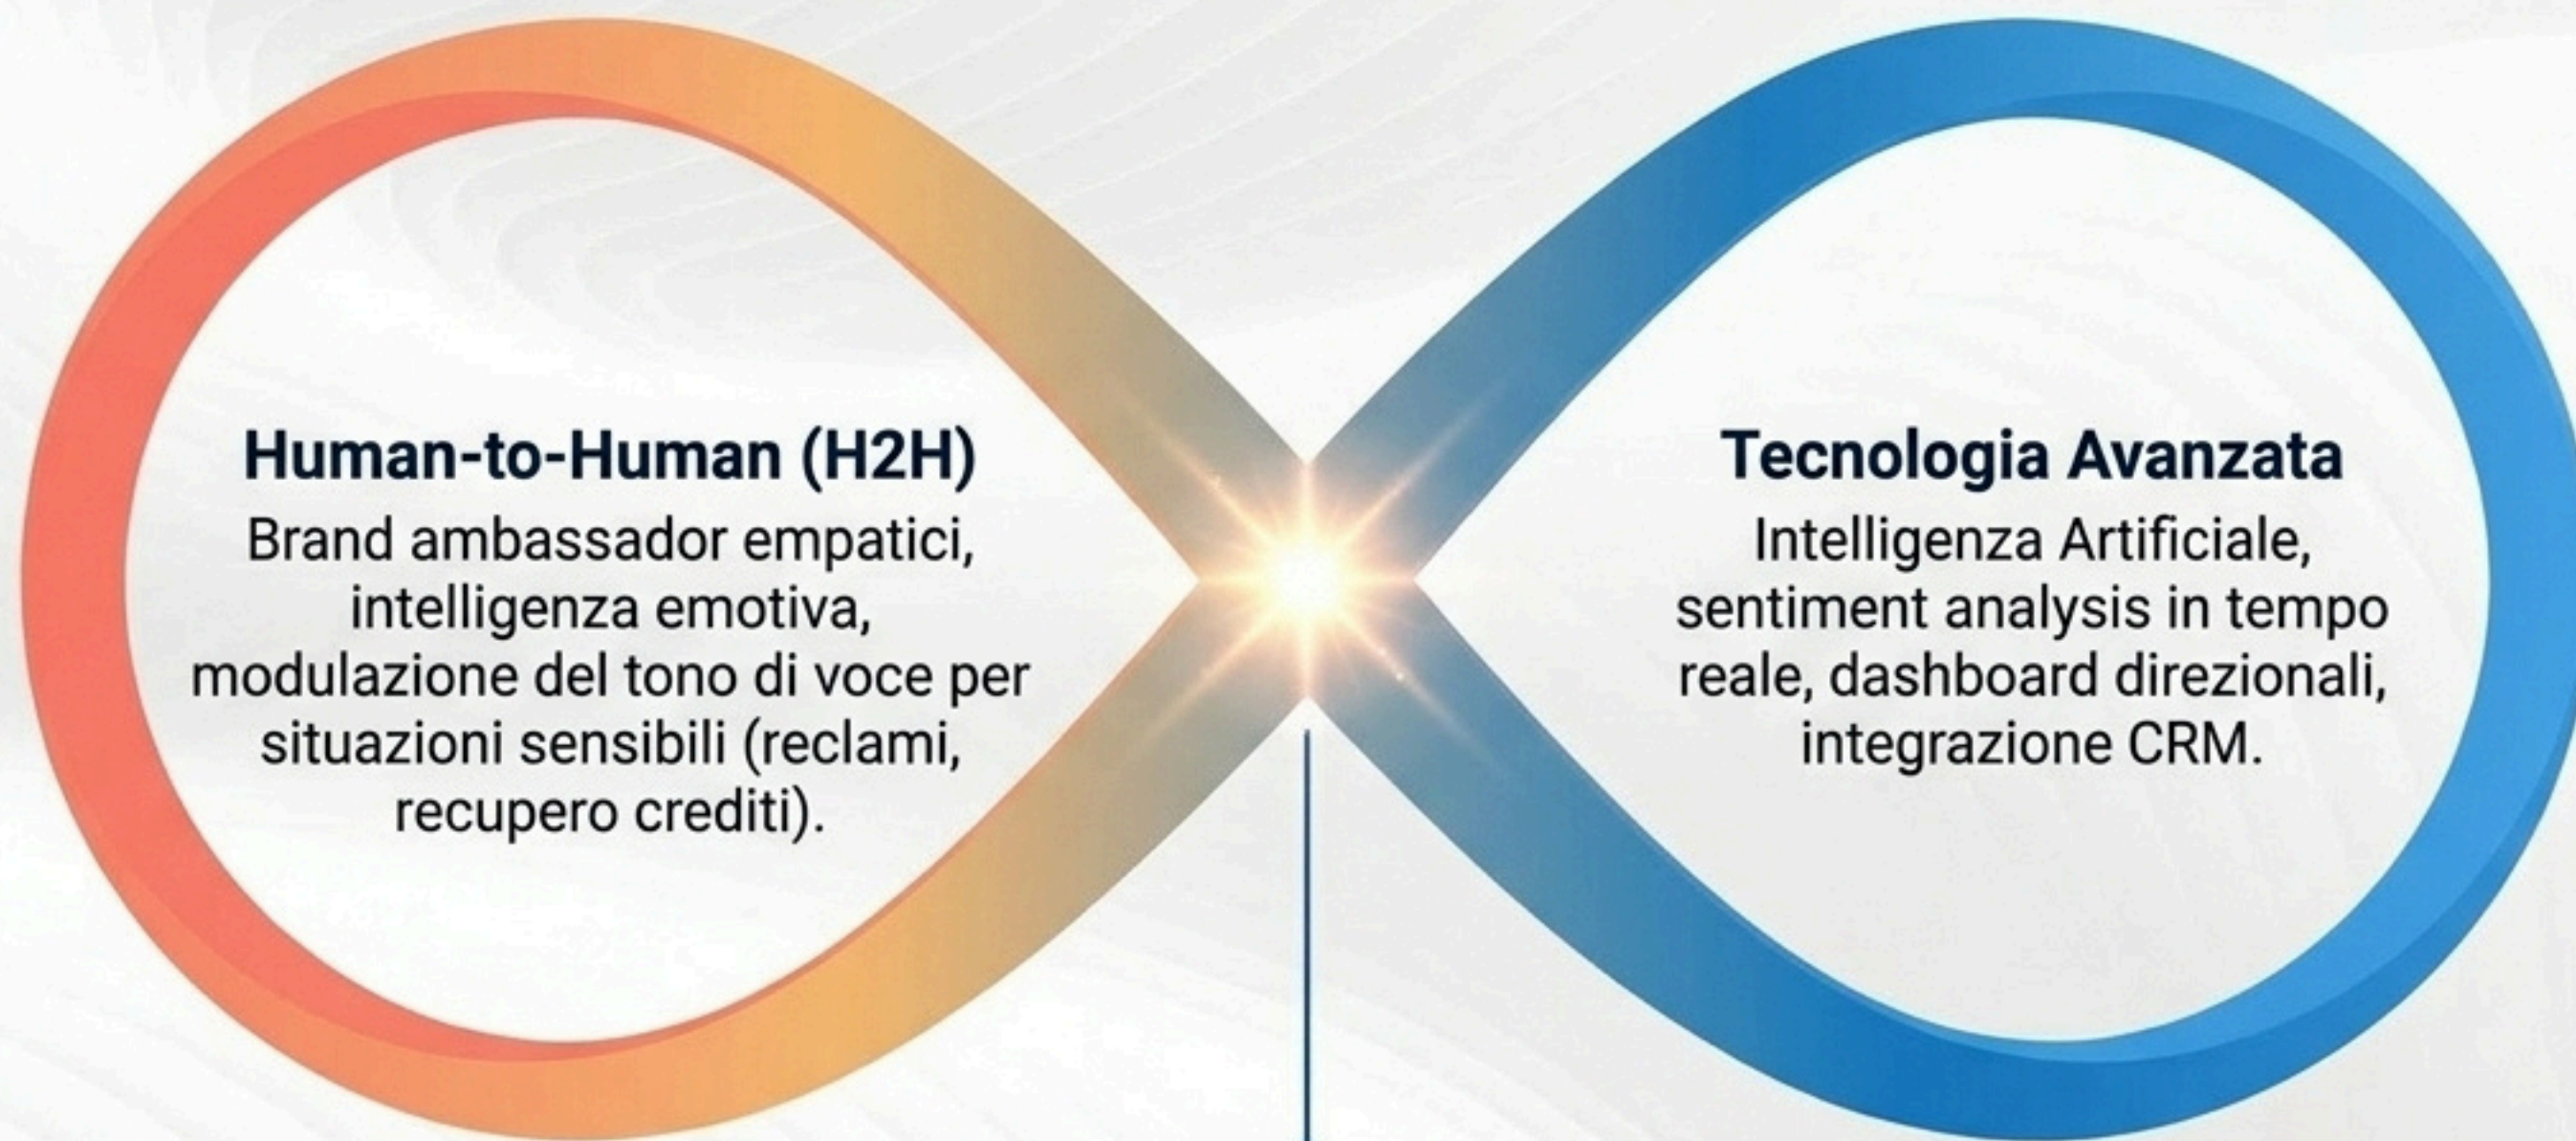 Human-to-Human (H2H)
Brand ambassador empatici,
intelligenza emotiva,
modulazione del tono di voce per
situazioni sensibili (reclami,
recupero crediti).
Tecnologia Avanzata
Intelligenza Artificiale,
sentiment analysis in tempo
reale, dashboard direzionali,
integrazione CRM.